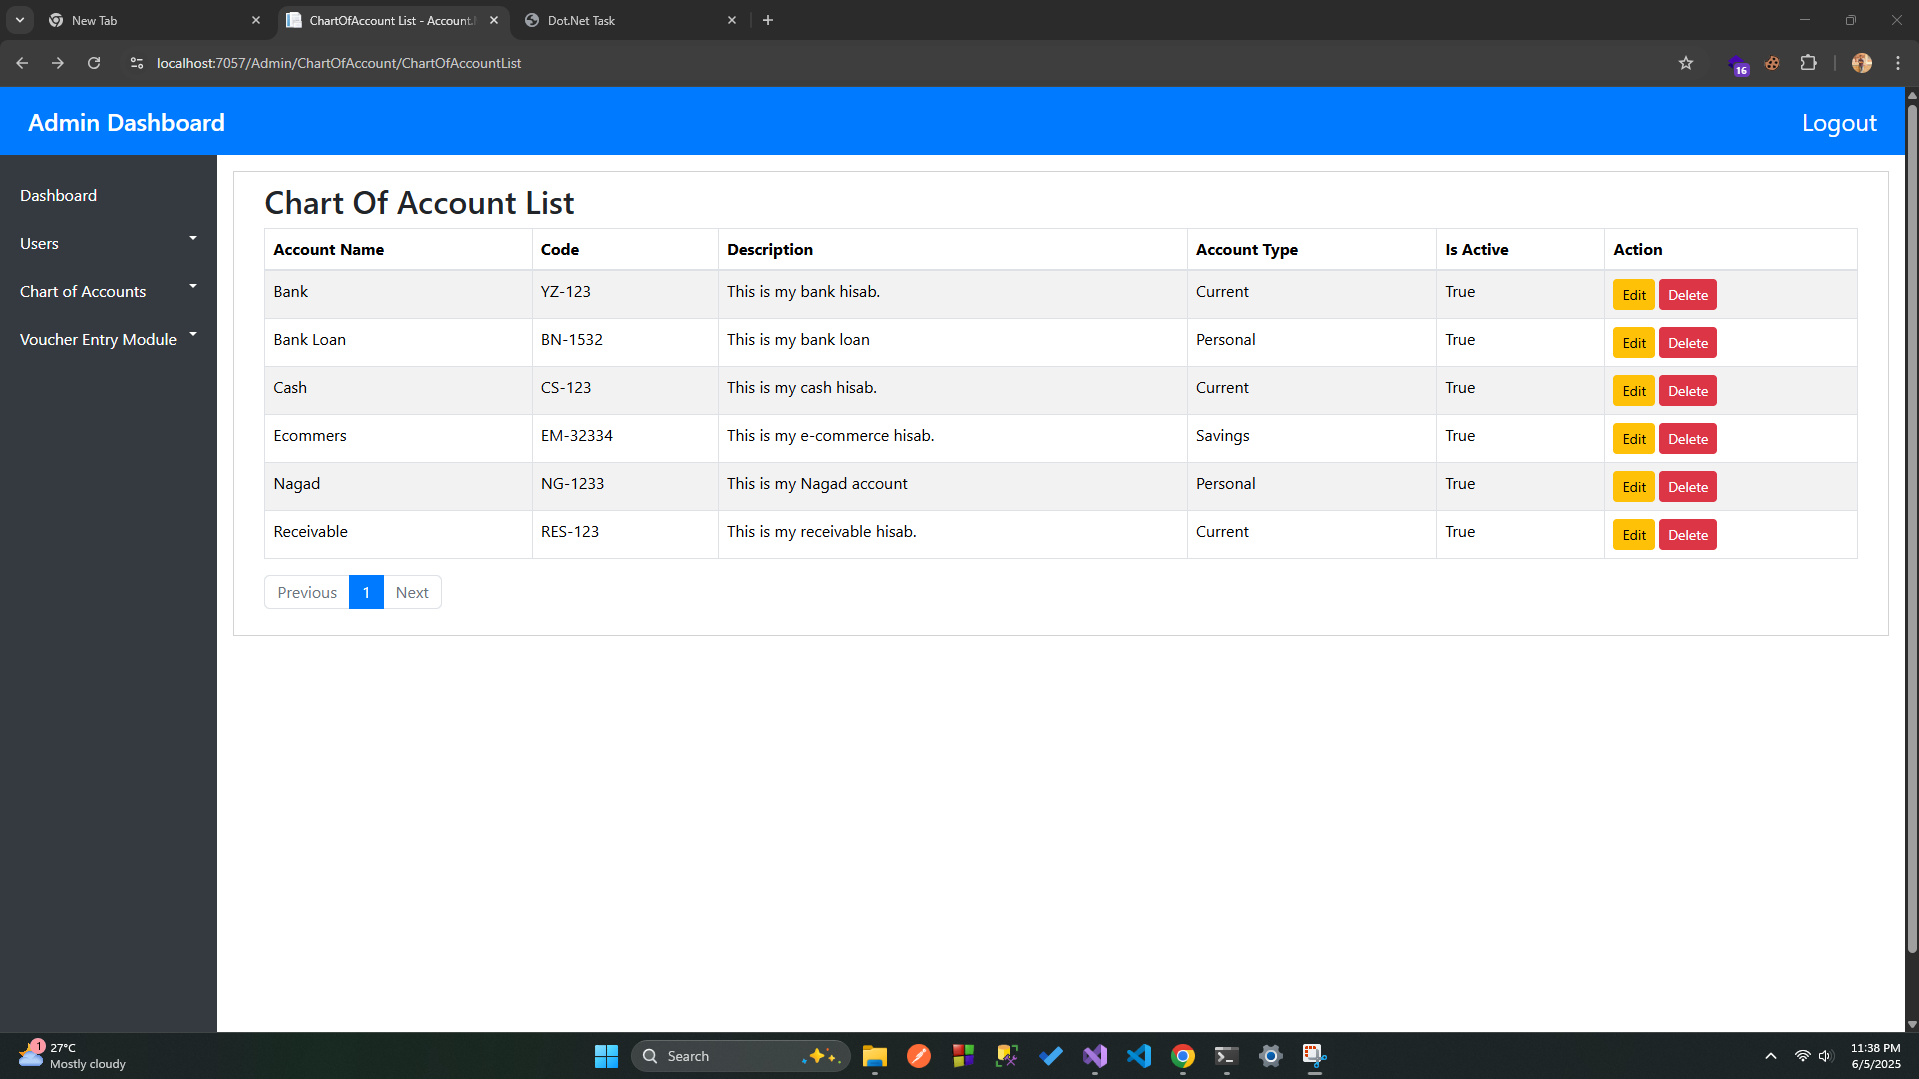 New Tab
ChartOfAccount List - Account.
Dot.Net Task
localhost:7057/Admin/ChartOfAccount/ChartOfAccountList
16
Admin Dashboard
Logout
Dashboard
Users
Chart of Accounts
Voucher Entry Module
Chart Of Account List
Account Name Code Description Account Type Is Active Action
Bank YZ-123 This is my bank hisab. Current True Edit Delete
Bank Loan BN-1532 This is my bank loan Personal True Edit Delete
Cash CS-123 This is my cash hisab. Current True Edit Delete
Ecommers EM-32334 This is my e-commerce hisab. Savings True Edit Delete
Nagad NG-1233 This is my Nagad account Personal True Edit Delete
Receivable RES-123 This is my receivable hisab. Current True Edit Delete
Previous 1 Next
1
27°C
Mostly cloudy
Search
11:38 PM
6/5/2025